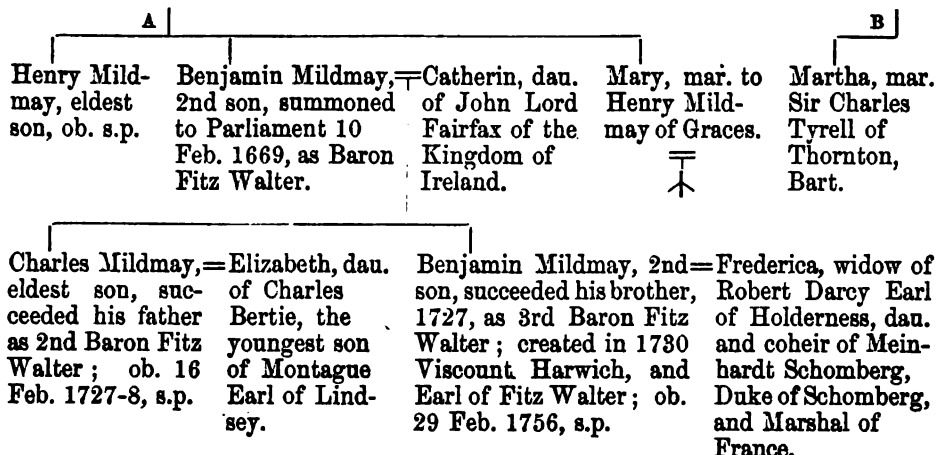 A
B
Henry Mild-
may, eldest
son, ob. s.p.
Benjamin Mildmay,
2nd son, summoned
to Parliament 10
Feb. 1669, as Baron
Fitz Walter.
=
Catherin, dau.
of John Lord
Fairfax of the
Kingdom of
Ireland.
Mary, mar. to
Henry Mild-
may of Graces.
=
Martha, mar.
Sir Charles
Tyrell of
Thornton,
Bart.
Charles Mildmay,=
eldest son, suc-
ceeded his father
as 2nd Baron Fitz
Walter; ob. 16
Feb. 1727-8, s.p.
Elizabeth, dau.
of Charles
Bertie, the
youngest son
of Montague
Earl of Lind-
sey.
Benjamin Mildmay, 2nd=
son, succeeded his brother,
1727, as 3rd Baron Fitz
Walter; created in 1730
Viscount Harwich, and
Earl of Fitz Walter; ob.
29 Feb. 1756, s.p.
Frederica, widow of
Robert Darcy Earl
of Holderness, dau.
and coheir of Mein-
hardt Schomberg,
Duke of Schomberg,
and Marshal of
France.